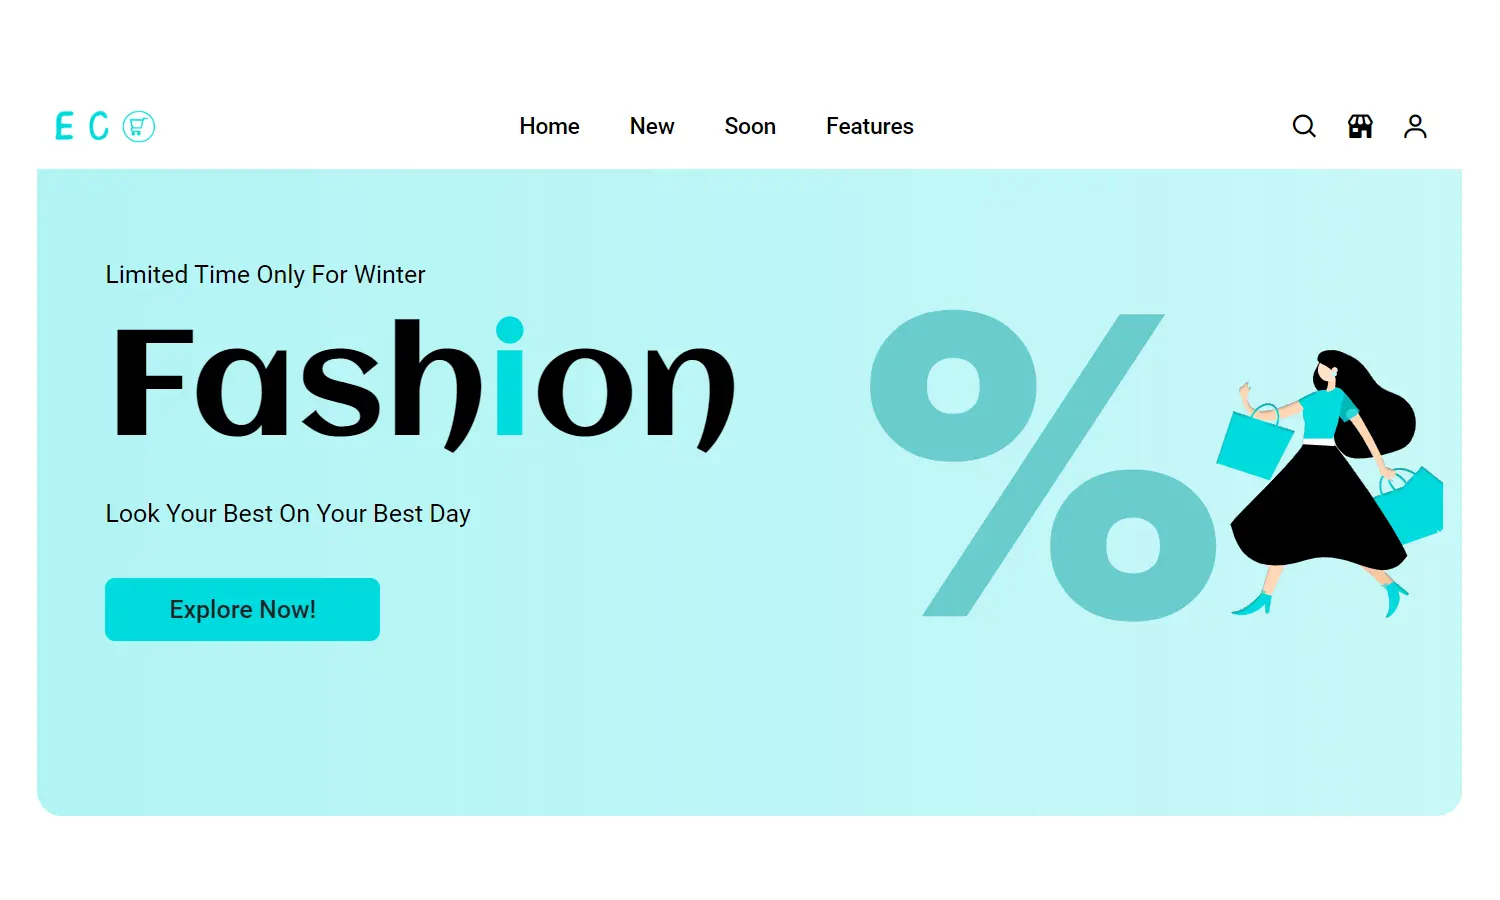 E C
Home New Soon Features
Limited Time Only For Winter
Fashion
%
Look Your Best On Your Best Day
Explore Now!